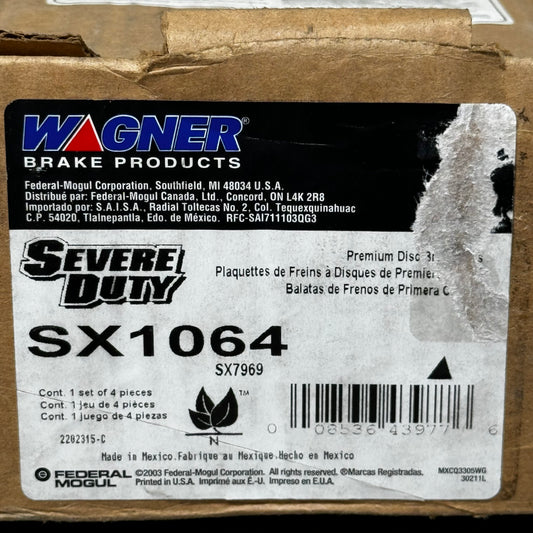 WAGNER®
BRAKE PRODUCTS
Federal-Mogul Corporation, Southfield, MI 48034 U.S.A.
Distribué par: Federal-Mogul Canada, Ltd., Concord, ON L4K 2R8
Importado por: S.A.I.S.A., Radial Toltecas No. 2, Col. Tequexquinahuac
C.P. 54020, Tlalnepantla, Edo. de México. RFC-SAI711103QG3
SEVERE DUTY
Premium Disc
Plaquettes de Freins à Disques de Premier
Balatas de Frenos de Primera
SX1064
SX7969
Cont. 1 set of 4 pieces
Cont. 1 jeu de 4 pièces
Cont. 1 juego de 4 piezas
2202315-C
TM
N
0 08536 43977 6
Made in Mexico.Fabrique au Mexique.Hecho en Mexico
FEDERAL MOGUL
©2003 Federal-Mogul Corporation. All rights reserved. ®Marcas Registradas.
Printed in U.S.A. Imprimé aux É.-U. Impreso en E.U.A.
MXCQ3305WG
30211L